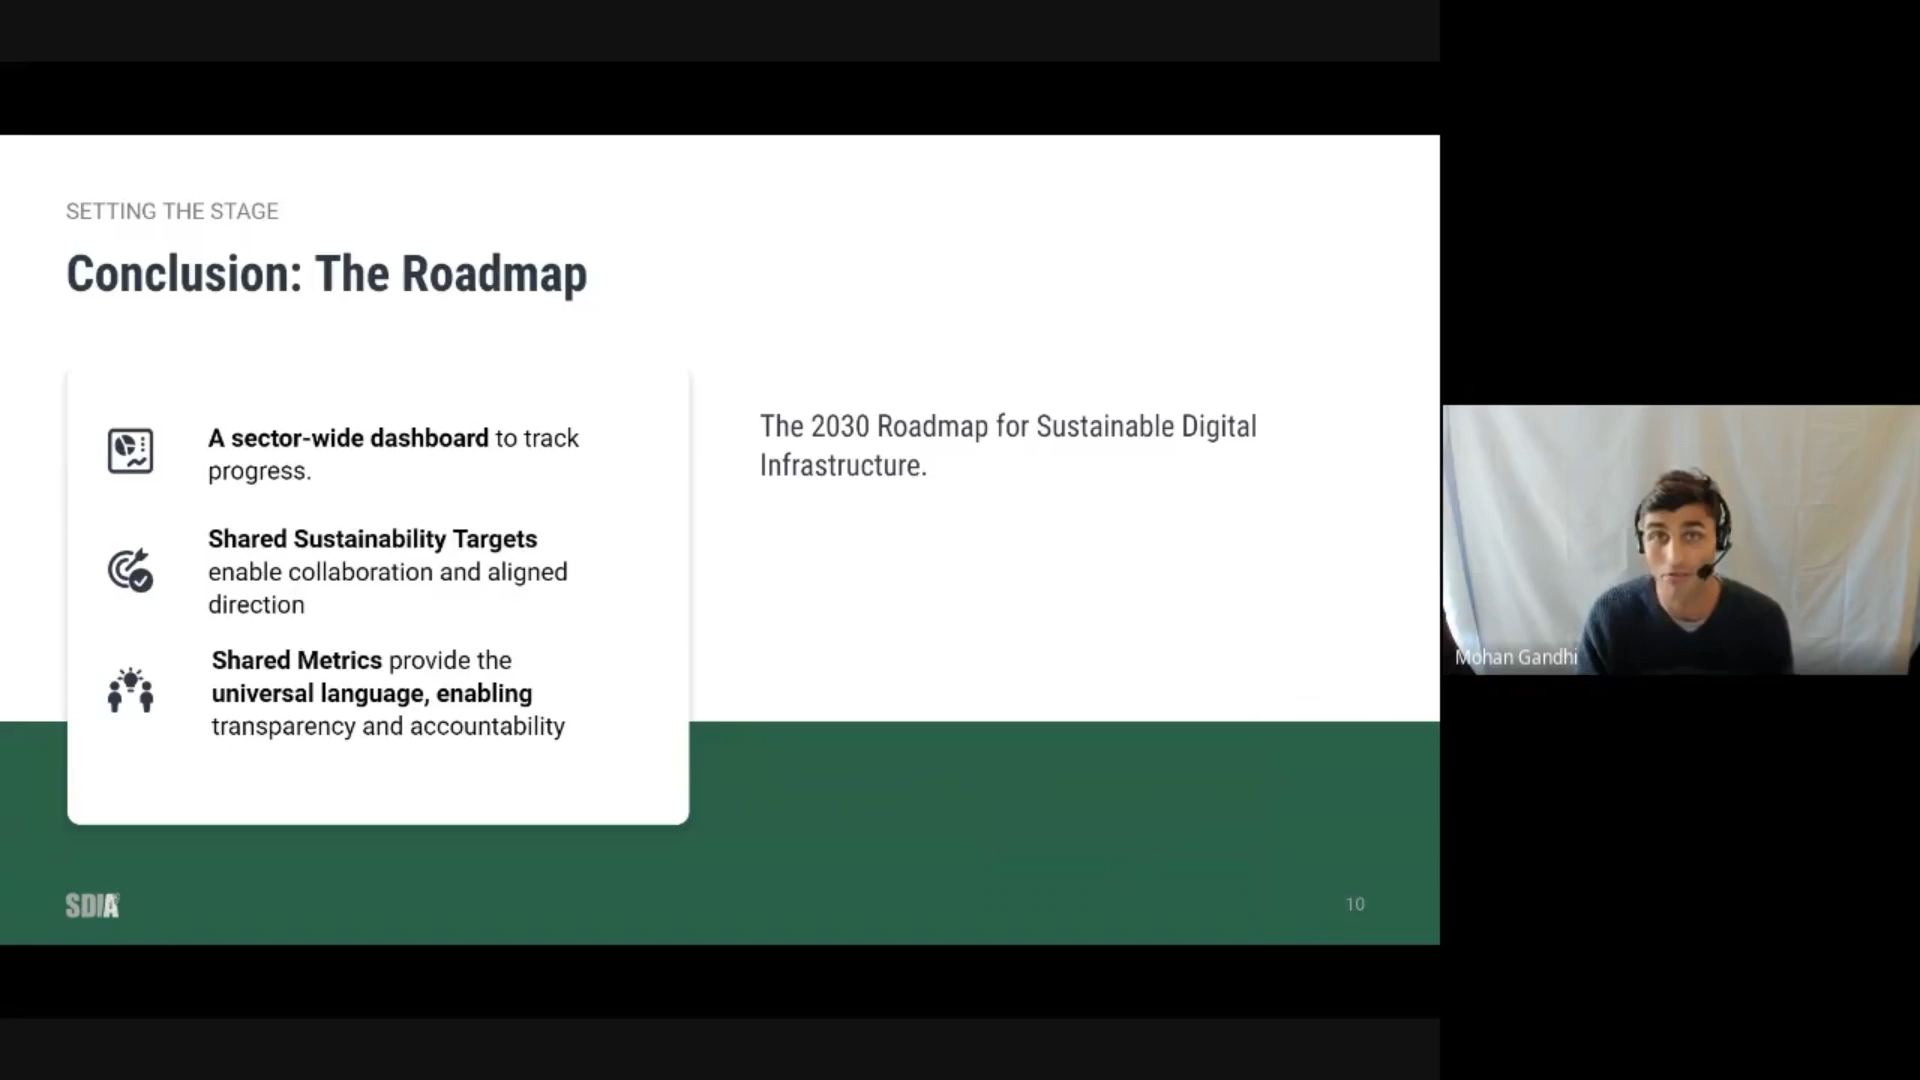 SETTING THE STAGE
Conclusion: The Roadmap
A sector-wide dashboard to track
progress.
Shared Sustainability Targets
enable collaboration and aligned
direction
Shared Metrics provide the
universal language, enabling
transparency and accountability
The 2030 Roadmap for Sustainable Digital
Infrastructure.
Mohan Gandhi
SDIA
10